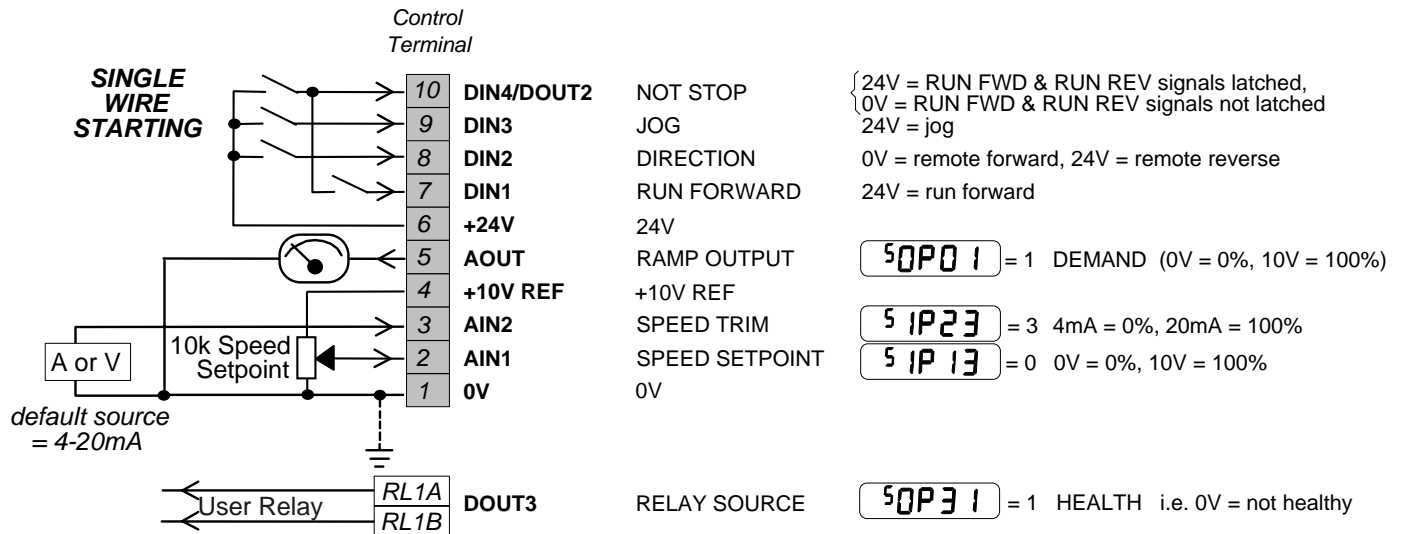 Control
Terminal
SINGLE
WIRE
STARTING
10 DIN4/DOUT2 NOT STOP 24V = RUN FWD & RUN REV signals latched,
0V = RUN FWD & RUN REV signals not latched
9 DIN3 JOG 24V = jog
8 DIN2 DIRECTION 0V = remote forward, 24V = remote reverse
7 DIN1 RUN FORWARD 24V = run forward
6 +24V 24V
5 AOUT RAMP OUTPUT SOP01 = 1 DEMAND (0V = 0%, 10V = 100%)
4 +10V REF +10V REF
3 AIN2 SPEED TRIM SIP23 = 3 4mA = 0%, 20mA = 100%
2 AIN1 SPEED SETPOINT SIP13 = 0 0V = 0%, 10V = 100%
1 0V 0V
10k Speed
Setpoint
A or V
default source
= 4-20mA
User Relay
RL1A
RL1B
DOUT3 RELAY SOURCE SOP31 = 1 HEALTH i.e. 0V = not healthy